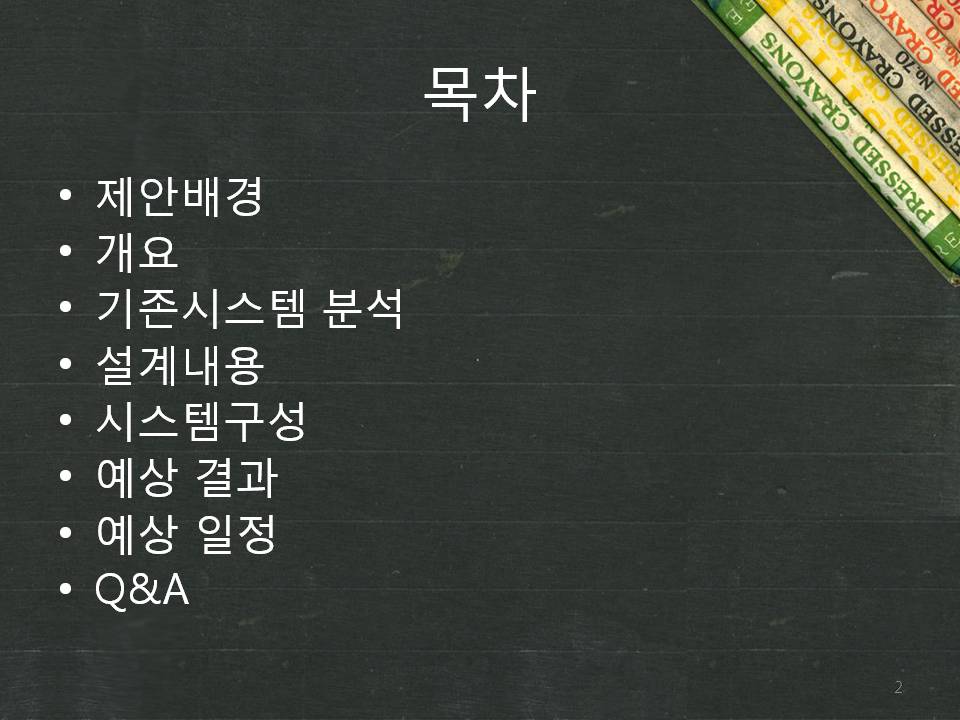 목차
• 제안배경
• 개요
• 기존시스템 분석
• 설계내용
• 시스템구성
• 예상 결과
• 예상 일정
• Q&A
PRESSED CRAYONS
PRESSED CRAYONS
PRESSED CRAYONS
No.70
No.70
2